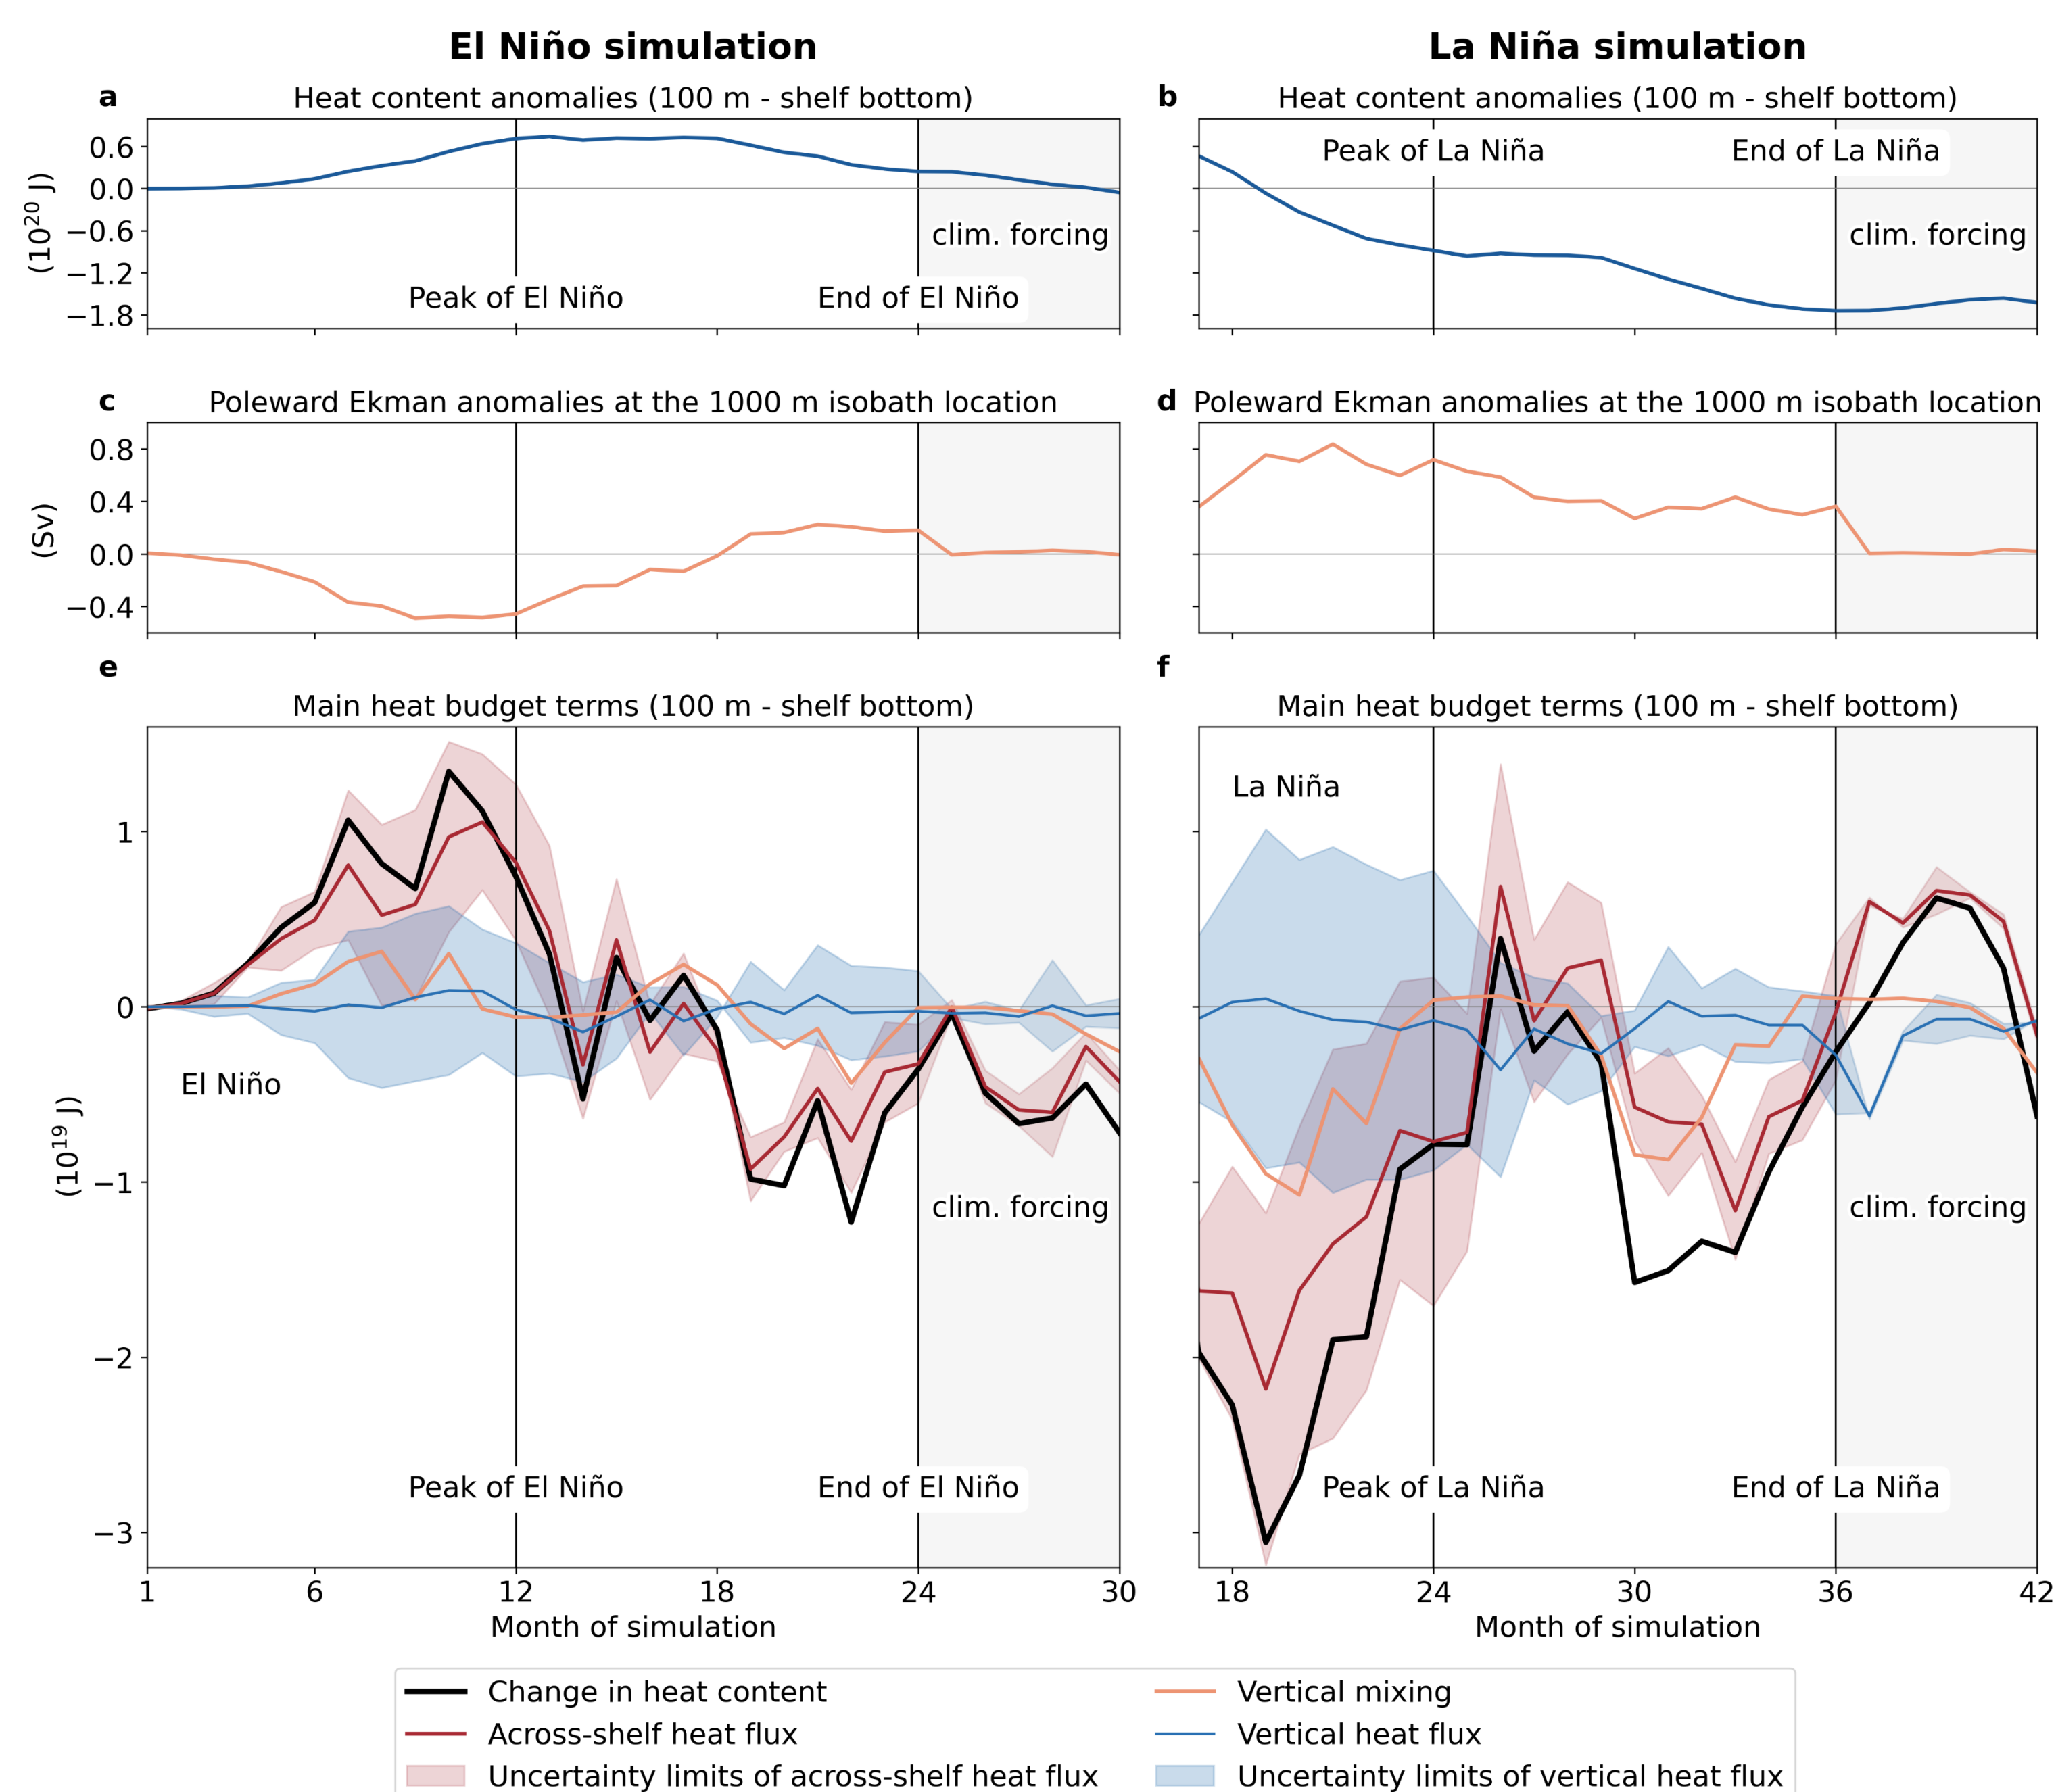 El Niño simulation
La Niña simulation
a
Heat content anomalies (100 m - shelf bottom)
b
Heat content anomalies (100 m - shelf bottom)
(10²⁰ J)
0.6
0.0
−0.6
−1.2
−1.8
clim. forcing
Peak of El Niño
End of El Niño
Peak of La Niña
End of La Niña
clim. forcing
c
Poleward Ekman anomalies at the 1000 m isobath location
d
Poleward Ekman anomalies at the 1000 m isobath location
(Sv)
0.8
0.4
0.0
−0.4
e
Main heat budget terms (100 m - shelf bottom)
f
Main heat budget terms (100 m - shelf bottom)
(10¹⁹ J)
1
0
−1
−2
−3
El Niño
clim. forcing
Peak of El Niño
End of El Niño
1 6 12 18 24 30
Month of simulation
La Niña
clim. forcing
Peak of La Niña
End of La Niña
18 24 30 36 42
Month of simulation
Change in heat content
Across-shelf heat flux
Uncertainty limits of across-shelf heat flux
Vertical mixing
Vertical heat flux
Uncertainty limits of vertical heat flux